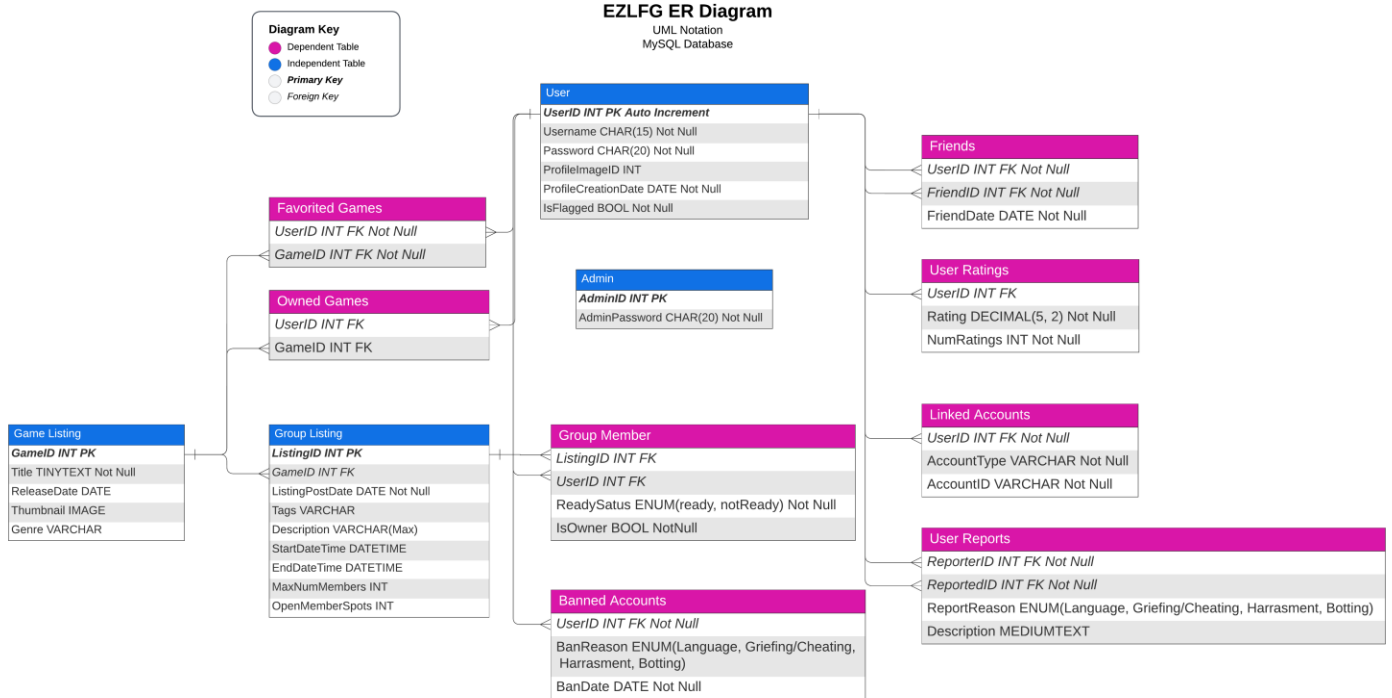 EZLFG ER Diagram
UML Notation
MySQL Database
Diagram Key
Dependent Table
Independent Table
Primary Key
Foreign Key
User
UserID INT PK Auto Increment
Username CHAR(15) Not Null
Password CHAR(20) Not Null
ProfileImageID INT
ProfileCreationDate DATE Not Null
IsFlagged BOOL Not Null
Friends
UserID INT FK Not Null
FriendID INT FK Not Null
FriendDate DATE Not Null
Favorited Games
UserID INT FK Not Null
GameID INT FK Not Null
Admin
AdminID INT PK
AdminPassword CHAR(20) Not Null
User Ratings
UserID INT FK
Rating DECIMAL(5, 2) Not Null
NumRatings INT Not Null
Owned Games
UserID INT FK
GameID INT FK
Linked Accounts
UserID INT FK Not Null
AccountType VARCHAR Not Null
AccountID VARCHAR Not Null
Game Listing
GameID INT PK
Title TINYTEXT Not Null
ReleaseDate DATE
Thumbnail IMAGE
Genre VARCHAR
Group Listing
ListingID INT PK
GameID INT FK
ListingPostDate DATE Not Null
Tags VARCHAR
Description VARCHAR(Max)
StartDateTime DATETIME
EndDateTime DATETIME
MaxNumMembers INT
OpenMemberSpots INT
Group Member
ListingID INT FK
UserID INT FK
ReadySatus ENUM(ready, notReady) Not Null
IsOwner BOOL NotNull
User Reports
ReporterID INT FK Not Null
ReportedID INT FK Not Null
ReportReason ENUM(Language, Griefing/Cheating, Harrasment, Botting)
Description MEDIUMTEXT
Banned Accounts
UserID INT FK Not Null
BanReason ENUM(Language, Griefing/Cheating,
Harrasment, Botting)
BanDate DATE Not Null